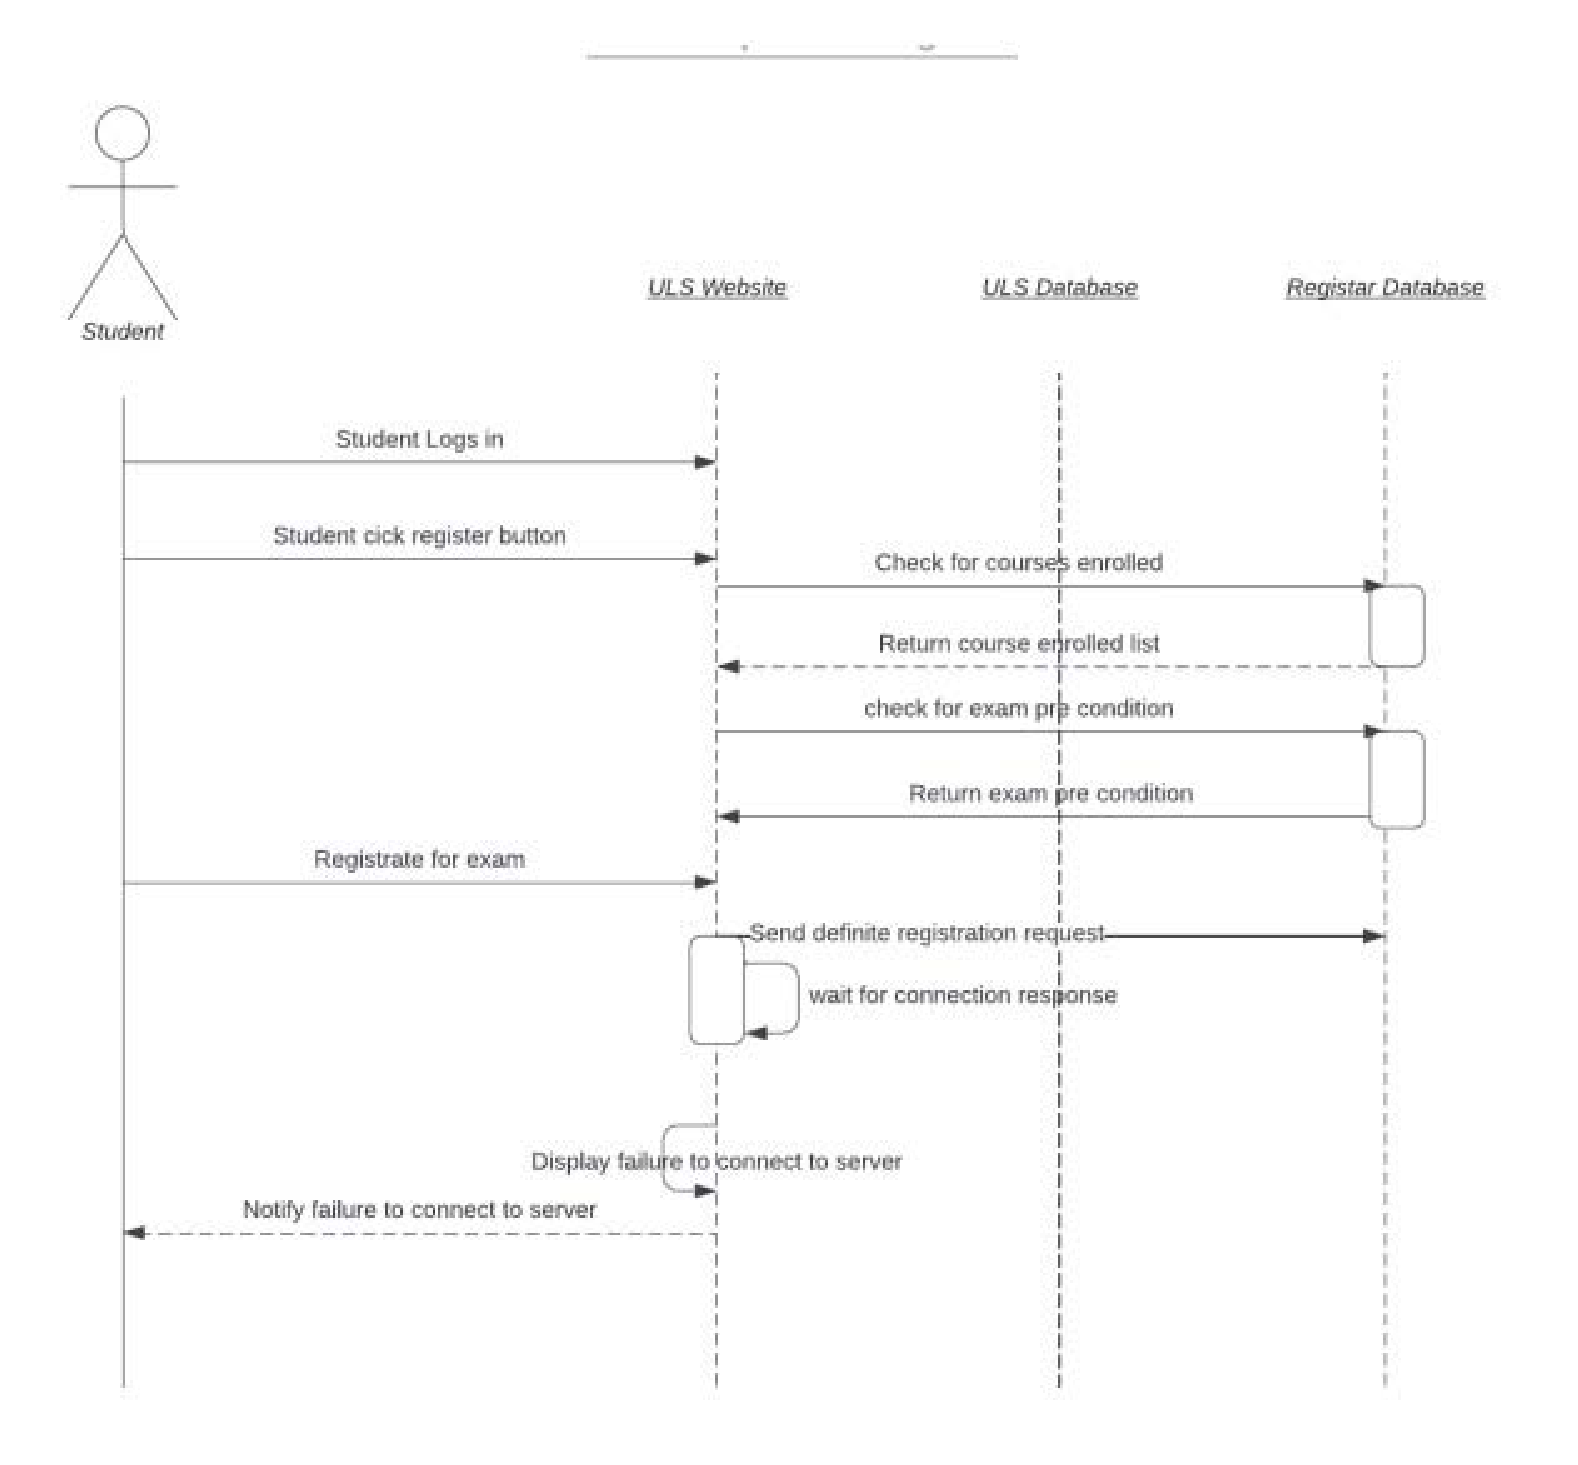 ULS Website
ULS Database
Registar Database
Student
Student Logs in
Student cick register button
Check for courses enrolled
Return course enrolled list
check for exam pre condition
Return exam pre condition
Registrate for exam
Send definite registration request
wait for connection response
Display failure to connect to server
Notify failure to connect to server